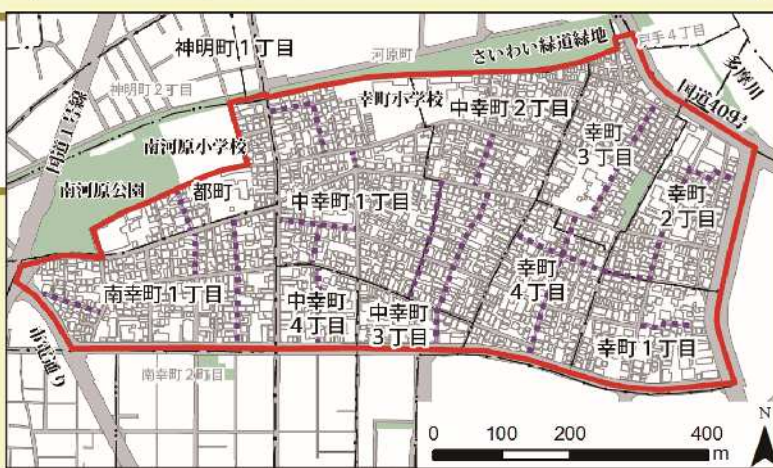 神明町1丁目
河原町
さいわい緑道緑地
戸手4丁目
多摩川
国道409号
国道1号線
神明町2丁目
幸町小学校
中幸町2丁目
幸町
3丁目
南河原小学校
南河原公園
都町
中幸町1丁目
幸町
2丁目
南幸町1丁目
中幸町
4丁目
中幸町
3丁目
幸町
4丁目
幸町1丁目
市電通り
南幸町2丁目
N
0 100 200 400
m